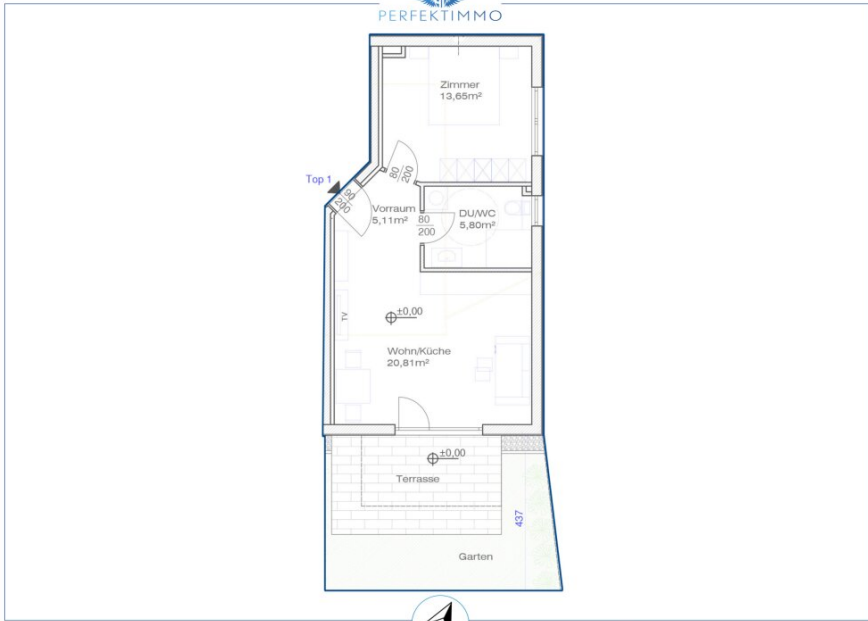 PERFEKTIMMO
Zimmer
13,65m²
80
200
Top 1
90
200
Vorraum
5,11m²
80
200
DU/WC
5,80m²
±0,00
TV
Wohn/Küche
20,81m²
±0,00
Terrasse
437
Garten